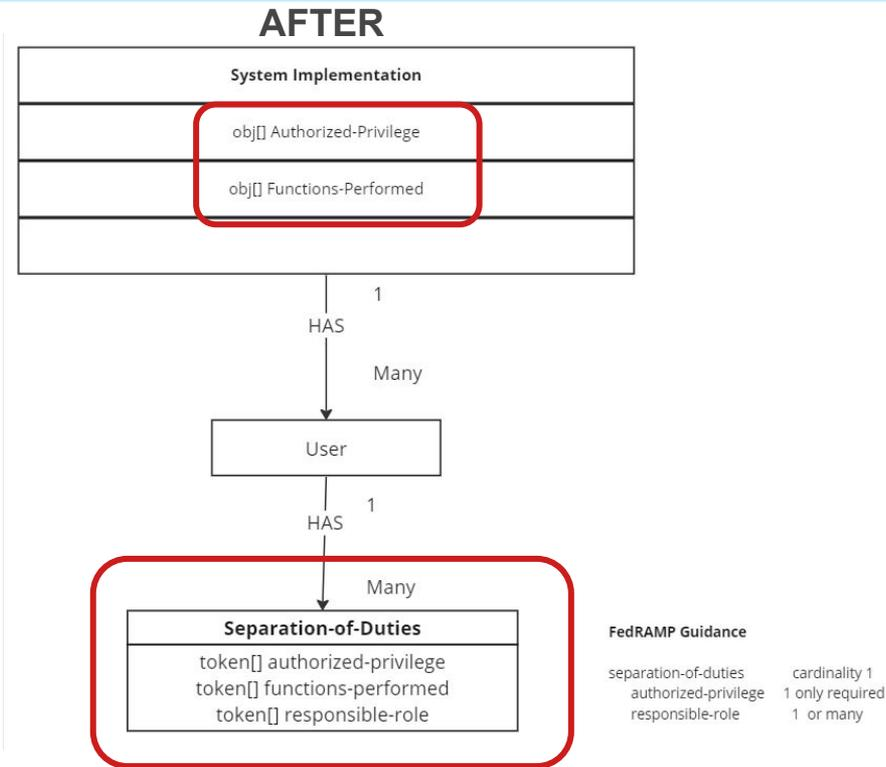 AFTER
System Implementation
obj[] Authorized-Privilege
obj[] Functions-Performed
1
HAS
Many
User
1
HAS
Many
Separation-of-Duties
token[] authorized-privilege
token[] functions-performed
token[] responsible-role
FedRAMP Guidance
separation-of-duties cardinality 1
authorized-privilege 1 only required
responsible-role 1 or many